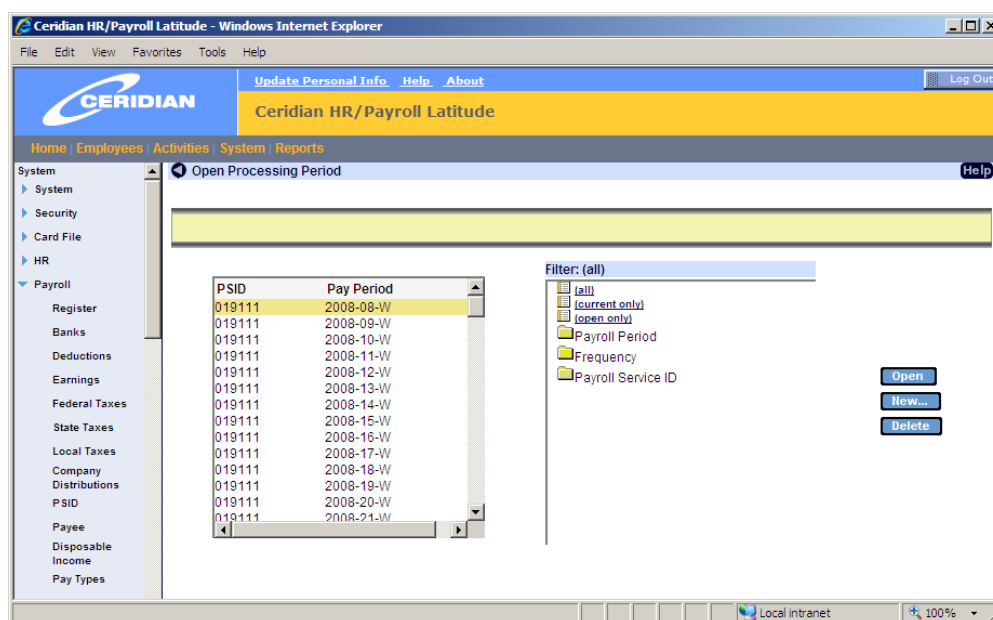 Ceridian HR/Payroll Latitude - Windows Internet Explorer
File Edit View Favorites Tools Help
CERIDIAN
Update Personal Info Help About
Log Out
Ceridian HR/Payroll Latitude
Home | Employees | Activities | System | Reports
System
System
Security
Card File
HR
Payroll
Register
Banks
Deductions
Earnings
Federal Taxes
State Taxes
Local Taxes
Company
Distributions
PSID
Payee
Disposable
Income
Pay Types
Open Processing Period
Help
PSID Pay Period
019111 2008-08-W
019111 2008-09-W
019111 2008-10-W
019111 2008-11-W
019111 2008-12-W
019111 2008-13-W
019111 2008-14-W
019111 2008-15-W
019111 2008-16-W
019111 2008-17-W
019111 2008-18-W
019111 2008-19-W
019111 2008-20-W
019111 2008-21-W
Filter: (all)
(all)
(current only)
(open only)
Payroll Period
Frequency
Payroll Service ID
Open
New...
Delete
Local intranet
100%